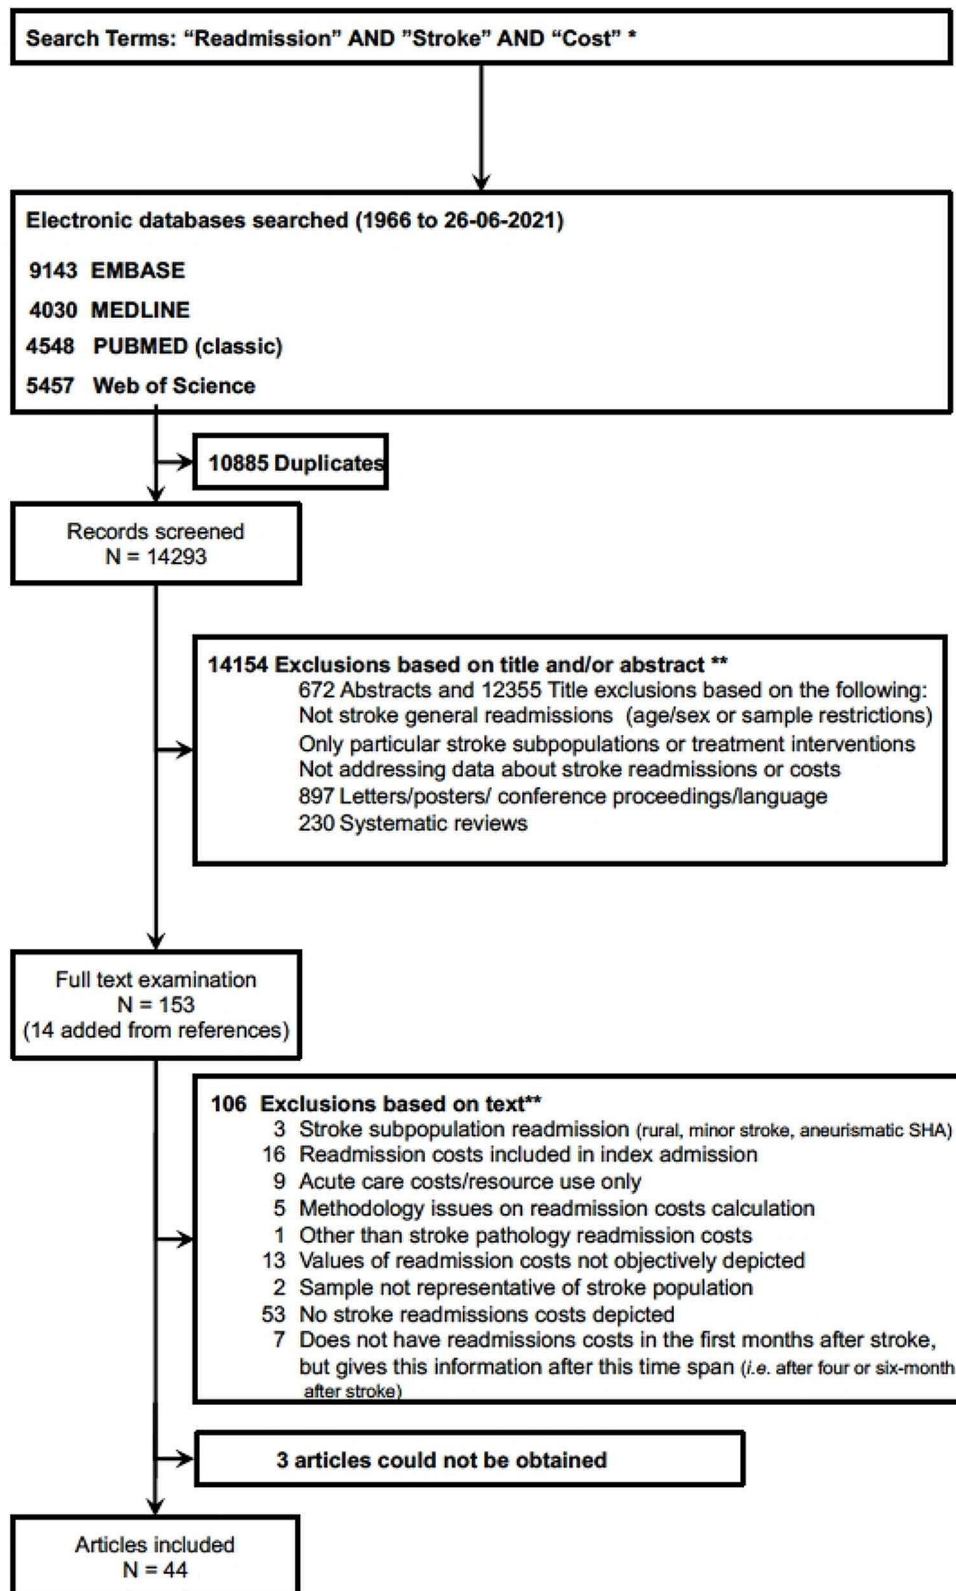 Search Terms: “Readmission” AND ”Stroke” AND “Cost” *
Electronic databases searched (1966 to 26-06-2021)
9143 EMBASE
4030 MEDLINE
4548 PUBMED (classic)
5457 Web of Science
10885 Duplicates
Records screened
N = 14293
14154 Exclusions based on title and/or abstract **
672 Abstracts and 12355 Title exclusions based on the following:
Not stroke general readmissions (age/sex or sample restrictions)
Only particular stroke subpopulations or treatment interventions
Not addressing data about stroke readmissions or costs
897 Letters/posters/ conference proceedings/language
230 Systematic reviews
Full text examination
N = 153
(14 added from references)
106 Exclusions based on text**
3 Stroke subpopulation readmission (rural, minor stroke, aneurismatic SHA)
16 Readmission costs included in index admission
9 Acute care costs/resource use only
5 Methodology issues on readmission costs calculation
1 Other than stroke pathology readmission costs
13 Values of readmission costs not objectively depicted
2 Sample not representative of stroke population
53 No stroke readmissions costs depicted
7 Does not have readmissions costs in the first months after stroke,
but gives this information after this time span (i.e. after four or six-month
after stroke)
3 articles could not be obtained
Articles included
N = 44